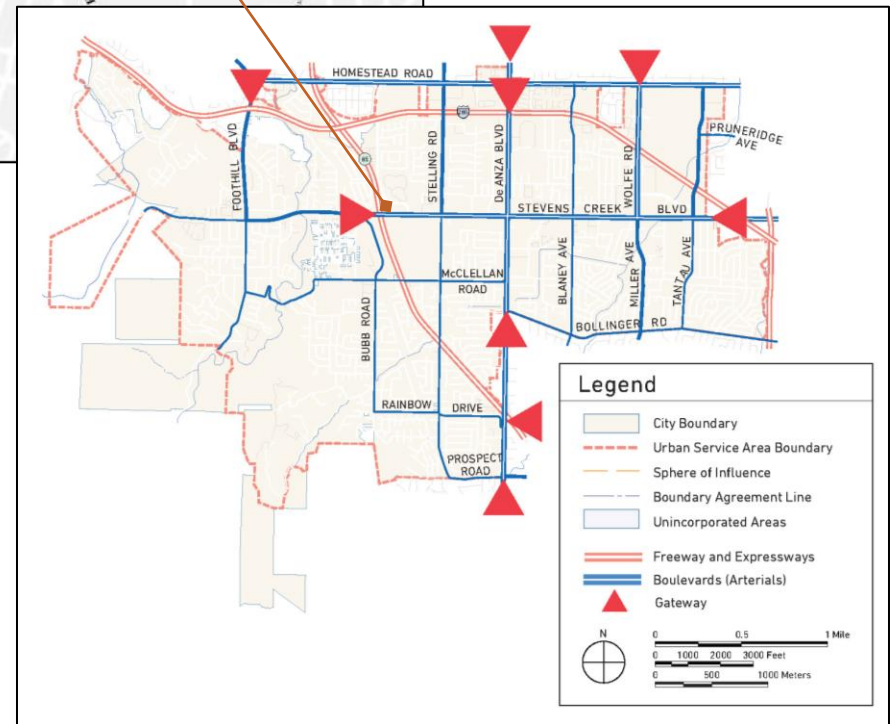 HOMESTEAD ROAD
280
85
FOOTHILL BLVD
STELLING RD
De ANZA BLVD
WOLFE RD
PRUNERIDGE
AVE
STEVENS CREEK BLVD
McCLELLAN
ROAD
BUBB ROAD
BLANEY AVE
MILLER AVE
TANTAU AVE
BOLLINGER RD
RAINBOW DRIVE
PROSPECT
ROAD
Legend
City Boundary
Urban Service Area Boundary
Sphere of Influence
Boundary Agreement Line
Unincorporated Areas
Freeway and Expressways
Boulevards (Arterials)
Gateway
N
0 0.5 1 Mile
0 1000 2000 3000 Feet
0 500 1000 Meters